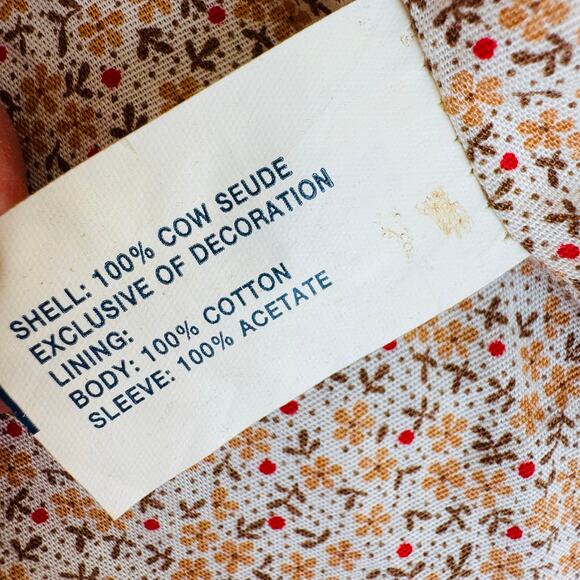 SHELL: 100% COW SEUDE
EXCLUSIVE OF DECORATION
LINING:
BODY: 100% COTTON
SLEEVE: 100% ACETATE